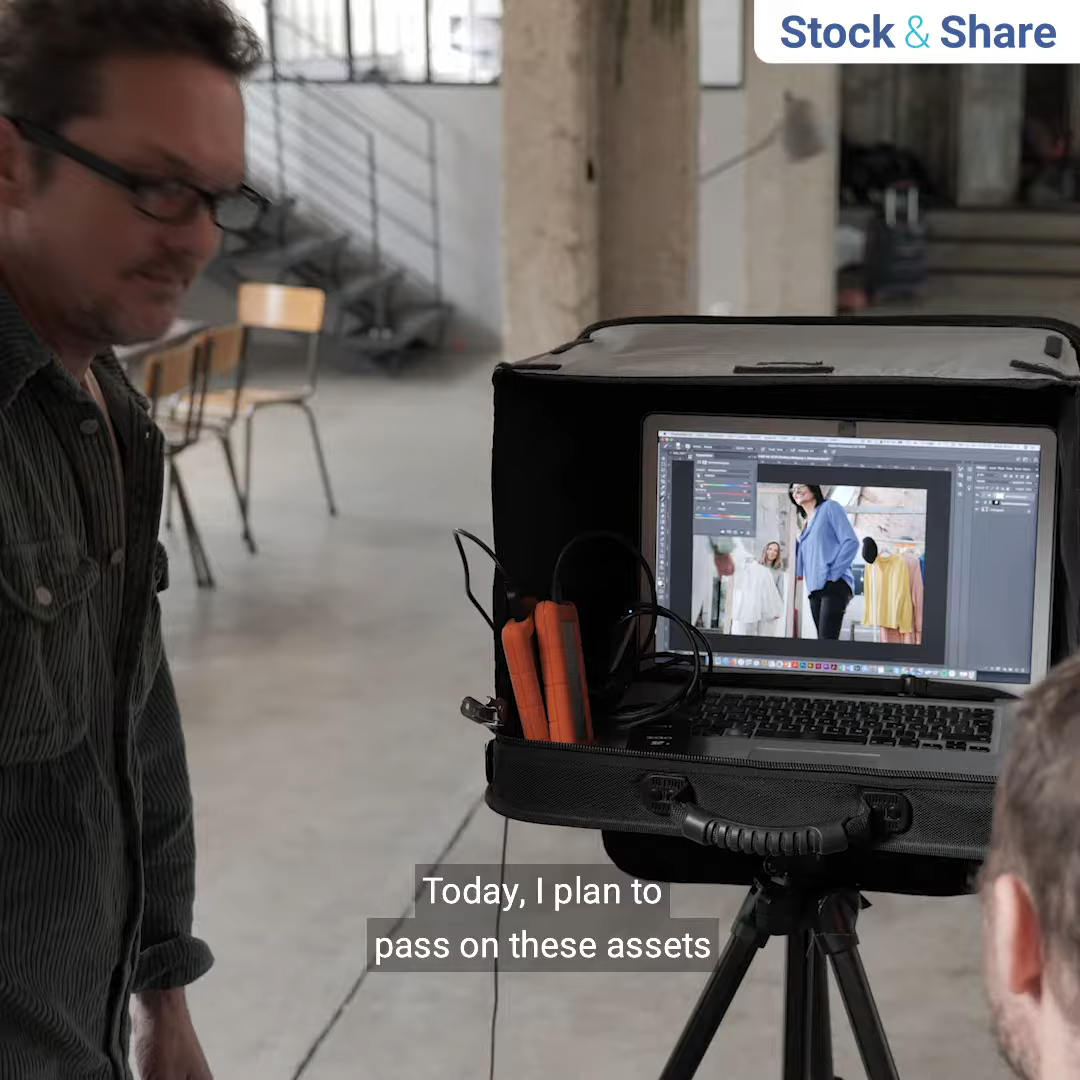 Stock & Share
Today, I plan to
pass on these assets